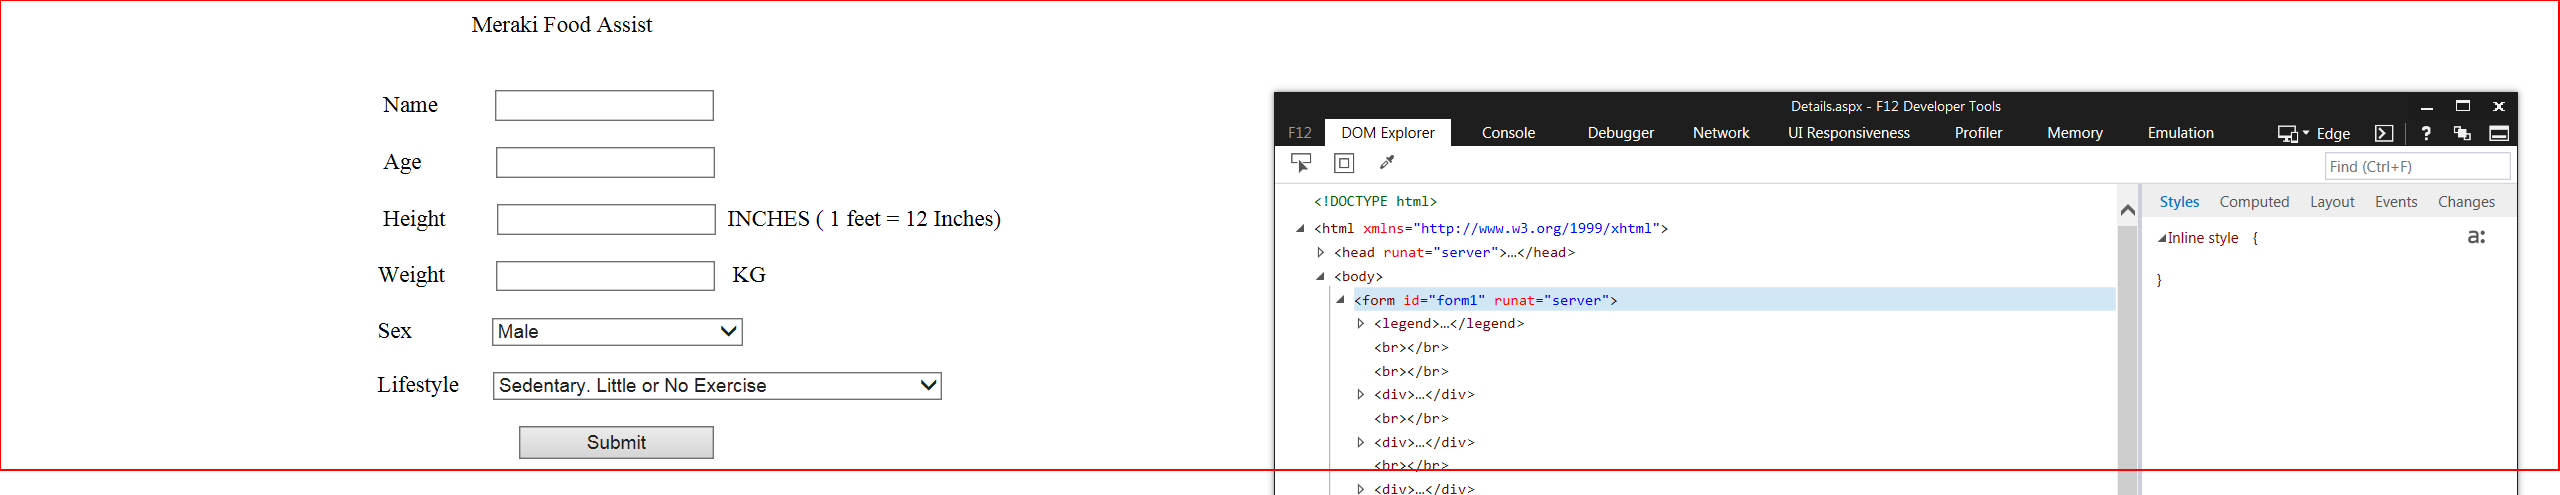 Meraki Food Assist
Name
Age
Height INCHES ( 1 feet = 12 Inches)
Weight KG
Sex Male
Lifestyle Sedentary. Little or No Exercise
Submit
Details.aspx - F12 Developer Tools
F12 DOM Explorer Console Debugger Network UI Responsiveness Profiler Memory Emulation Edge ?
Find (Ctrl+F)
<!DOCTYPE html>
<html xmlns="http://www.w3.org/1999/xhtml">
<head runat="server">…</head>
<body>
<form id="form1" runat="server">
<legend>…</legend>
<br></br>
<br></br>
<div>…</div>
<br></br>
<div>…</div>
<br></br>
<div>…</div>
Styles Computed Layout Events Changes
Inline style { a:
}